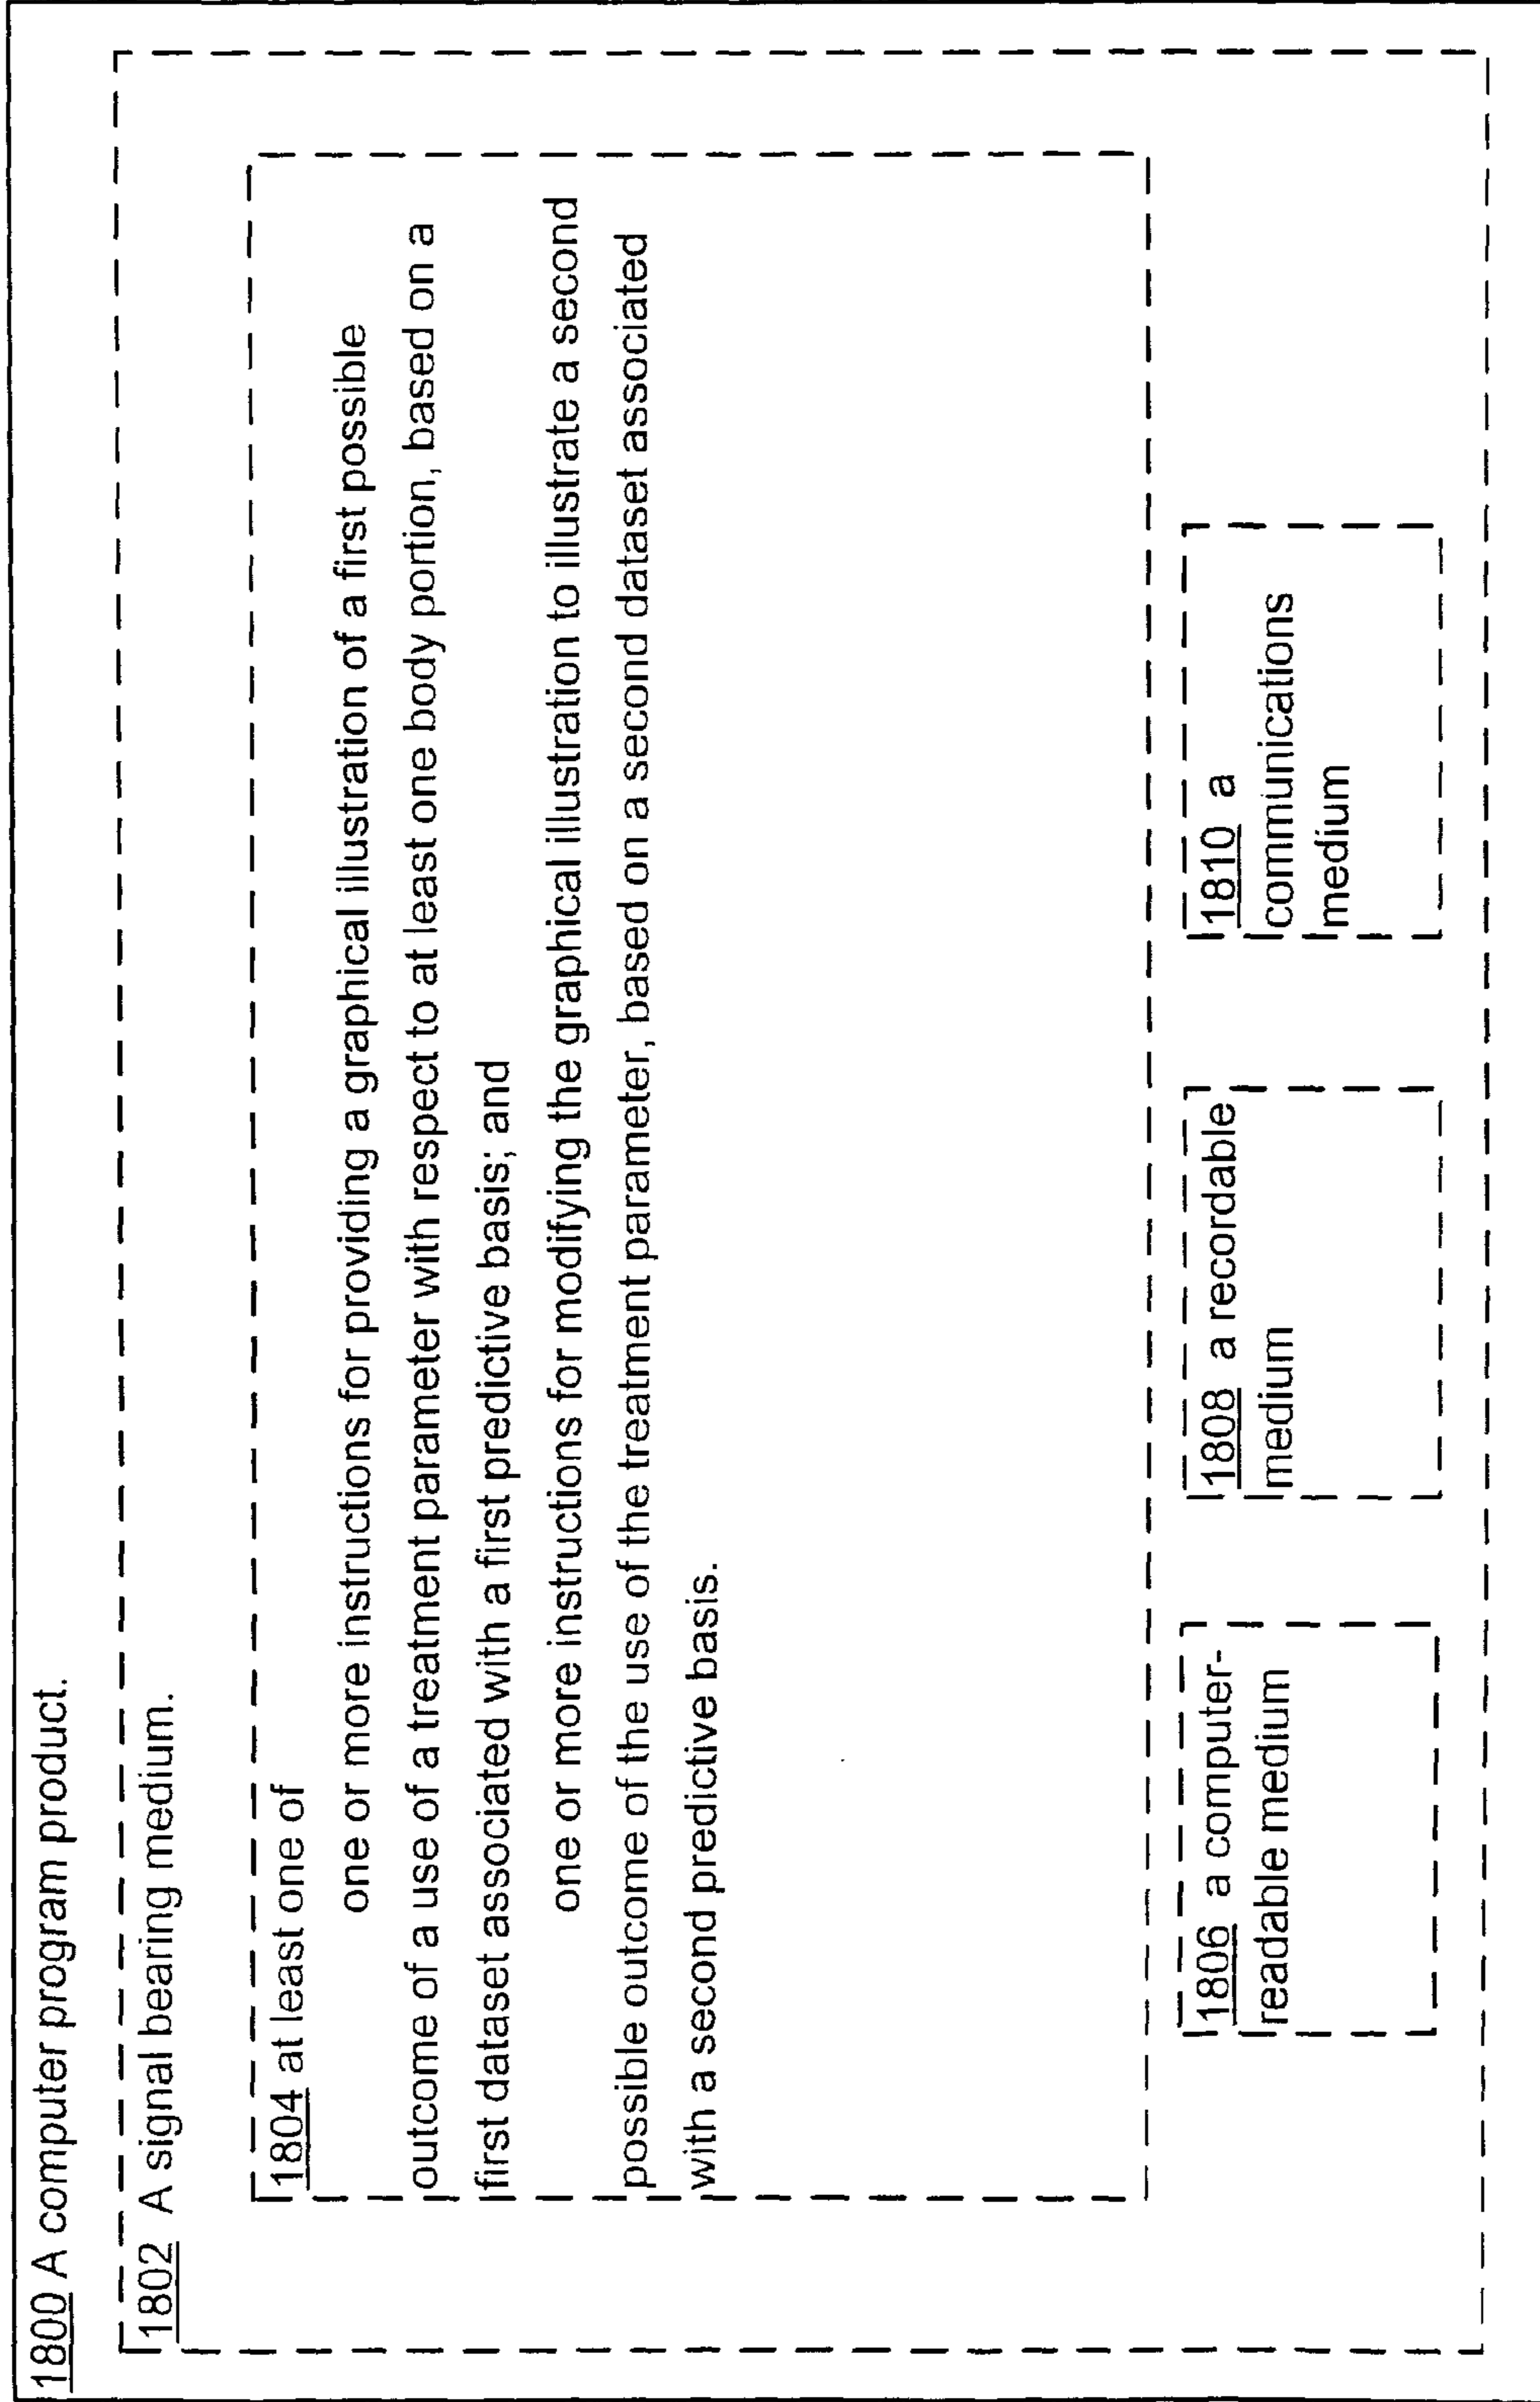 1800 A computer program product.
1802 A signal bearing medium.
1804 at least one of
one or more instructions for providing a graphical illustration of a first possible
outcome of a use of a treatment parameter with respect to at least one body portion, based on a
first dataset associated with a first predictive basis; and
one or more instructions for modifying the graphical illustration to illustrate a second
possible outcome of the use of the treatment parameter, based on a second dataset associated
with a second predictive basis.
1806 a computer-
readable medium
1808 a recordable
medium
1810 a
communications
medium